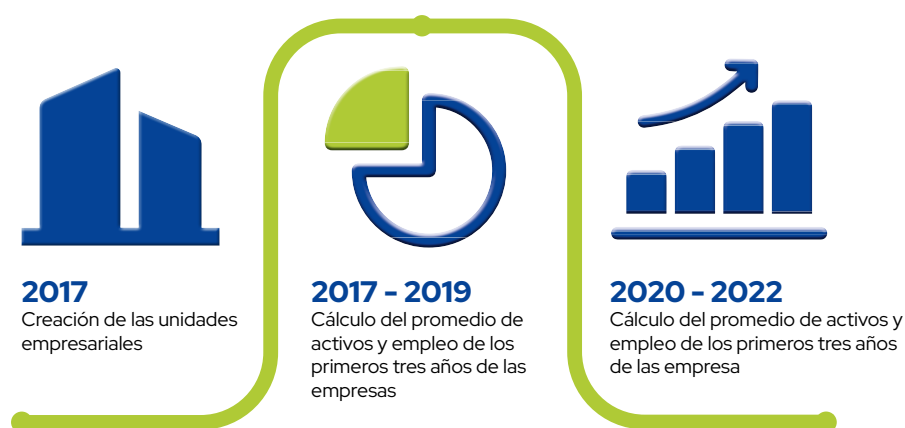 2017
Creación de las unidades
empresariales
2017 - 2019
Cálculo del promedio de
activos y empleo de los
primeros tres años de las
empresas
2020 - 2022
Cálculo del promedio de activos y
empleo de los primeros tres años
de las empresa